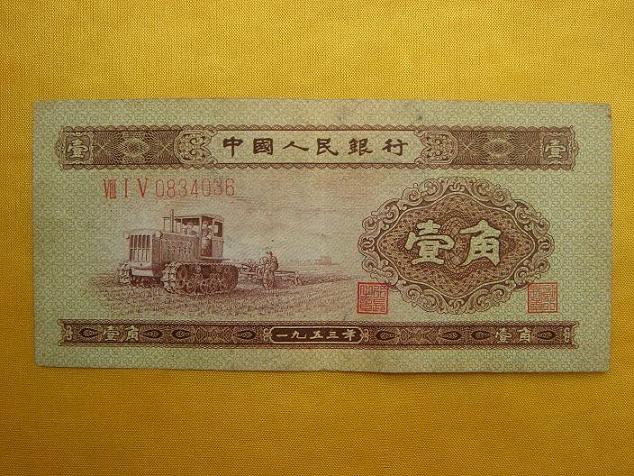 壹 中國人民銀行 壹
VIII I V 0834036
壹角
壹角 一九五三年 壹角